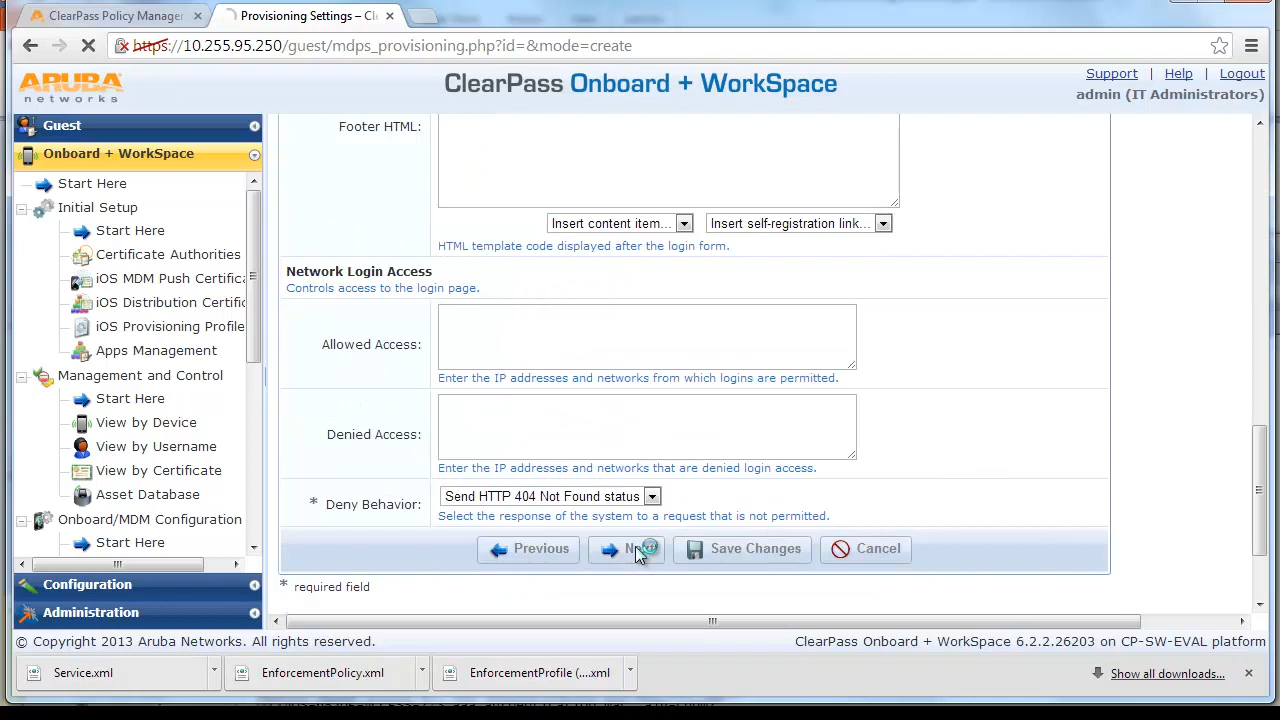 ClearPass Policy Manage
Provisioning Settings – Cl
https://10.255.95.250/guest/mdps_provisioning.php?id=&mode=create
ARUBA
networks
ClearPass Onboard + WorkSpace
Support | Help | Logout
admin (IT Administrators)
Guest
Onboard + WorkSpace
Start Here
Initial Setup
Start Here
Certificate Authorities
iOS MDM Push Certifica
iOS Distribution Certific
iOS Provisioning Profile
Apps Management
Management and Control
Start Here
View by Device
View by Username
View by Certificate
Asset Database
Onboard/MDM Configuration
Start Here
Configuration
Administration
Footer HTML:
Insert content item...
Insert self-registration link...
HTML template code displayed after the login form.
Network Login Access
Controls access to the login page.
Allowed Access:
Enter the IP addresses and networks from which logins are permitted.
Denied Access:
Enter the IP addresses and networks that are denied login access.
* Deny Behavior:
Send HTTP 404 Not Found status
Select the response of the system to a request that is not permitted.
Previous
Save Changes
Cancel
* required field
© Copyright 2013 Aruba Networks. All rights reserved.
ClearPass Onboard + WorkSpace 6.2.2.26203 on CP-SW-EVAL platform
Service.xml
EnforcementPolicy.xml
EnforcementProfile (....xml
Show all downloads...